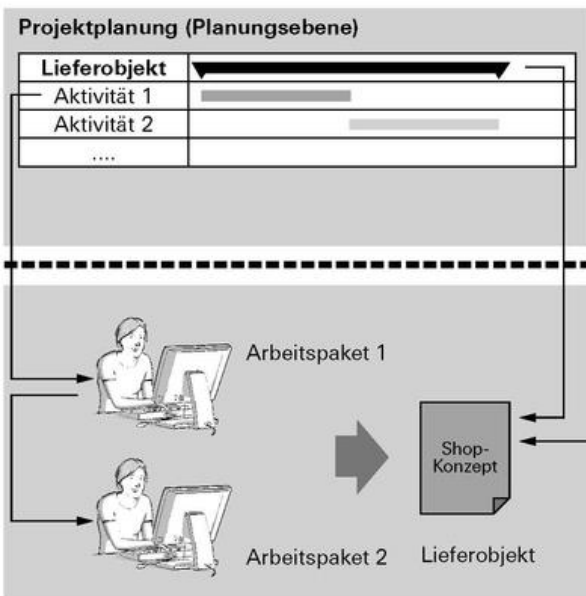 Projektplanung (Planungsebene)
Lieferobjekt
Aktivität 1
Aktivität 2
....
Arbeitspaket 1
Shop-
Konzept
Arbeitspaket 2
Lieferobjekt